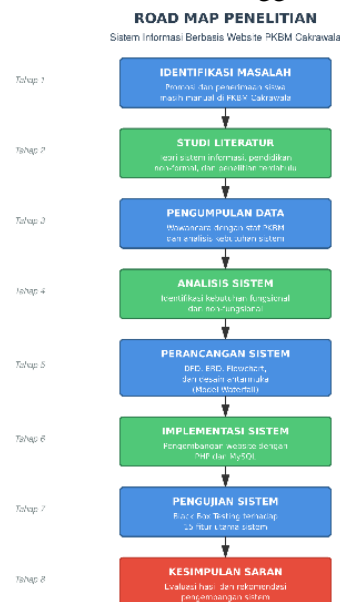 ROAD MAP PENELITIAN
Sistem Informasi Berbasis Website PKBM Cakrawala
Tahap 1
IDENTIFIKASI MASALAH
Promosi dan penerimaan siswa
masih manual di PKBM Cakrawala
Tahap 2
STUDI LITERATUR
Teori sistem informasi, pendidikan
non-formal, dan penelitian terdahulu
Tahap 3
PENGUMPULAN DATA
Wawancara dengan staf PKBM
dan analisis kebutuhan sistem
Tahap 4
ANALISIS SISTEM
Identifikasi kebutuhan fungsional
dan non-fungsional
Tahap 5
PERANCANGAN SISTEM
DFD, ERD, Flowchart,
dan desain antarmuka
(Model Waterfall)
Tahap 6
IMPLEMENTASI SISTEM
Pengembangan website dengan
PHP dan MySQL
Tahap 7
PENGUJIAN SISTEM
Black Box Testing terhadap
15 fitur utama sistem
Tahap 8
KESIMPULAN SARAN
Evaluasi hasil dan rekomendasi
pengembangan sistem